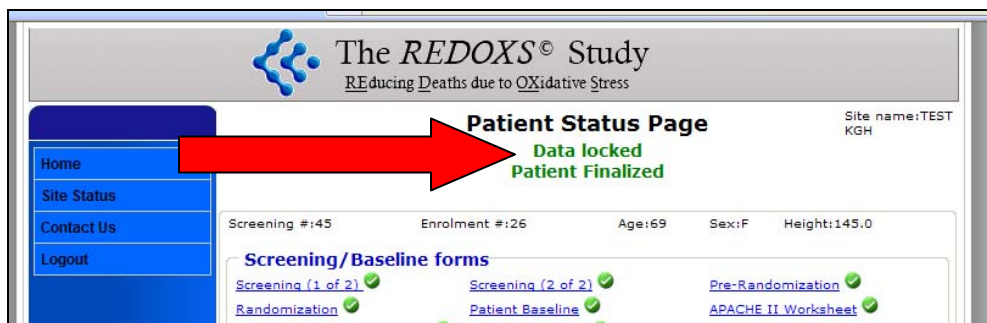 The REDOXS© Study
REducing Deaths due to OXidative Stress
Patient Status Page
Site name:TEST
KGH
Data locked
Patient Finalized
Home
Site Status
Contact Us
Logout
Screening #:45 Enrolment #:26 Age:69 Sex:F Height:145.0
Screening/Baseline forms
Screening (1 of 2) Screening (2 of 2) Pre-Randomization
Randomization Patient Baseline APACHE II Worksheet